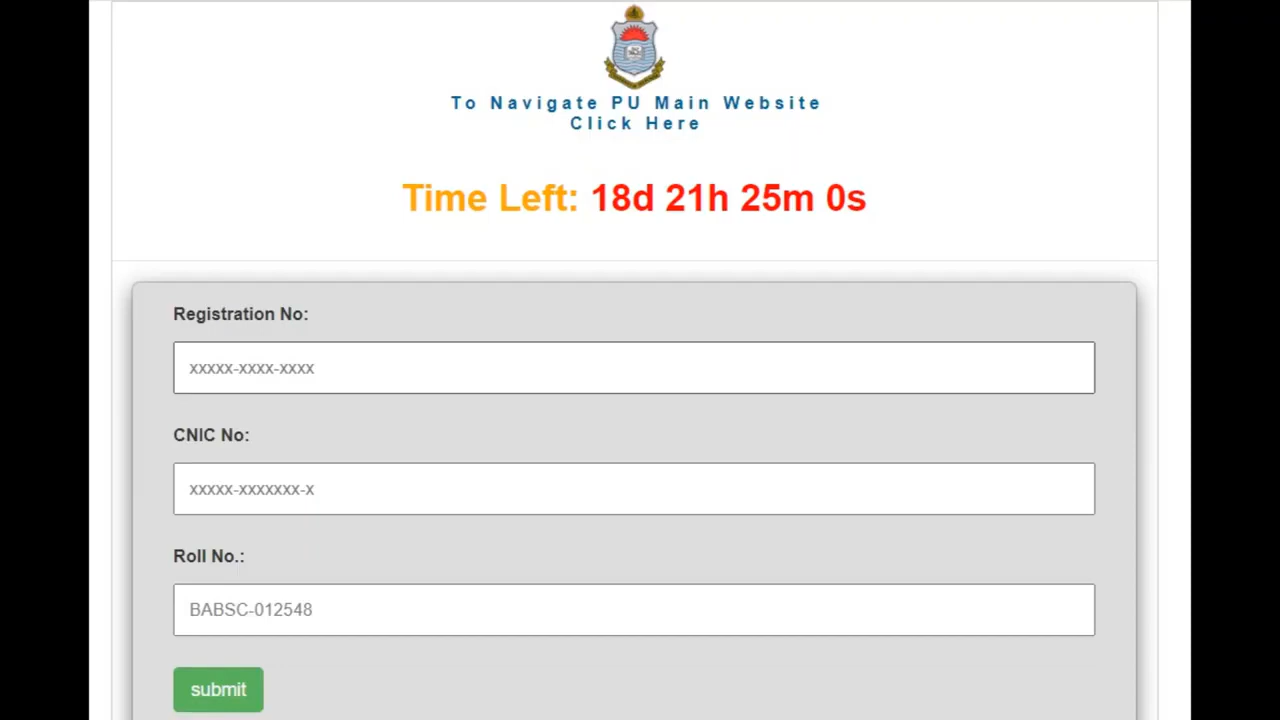 To Navigate PU Main Website
Click Here
Time Left: 18d 21h 25m 0s
Registration No:
xxxxx-xxxx-xxxx
CNIC No:
xxxxx-xxxxxxx-x
Roll No.:
BABSC-012548
submit